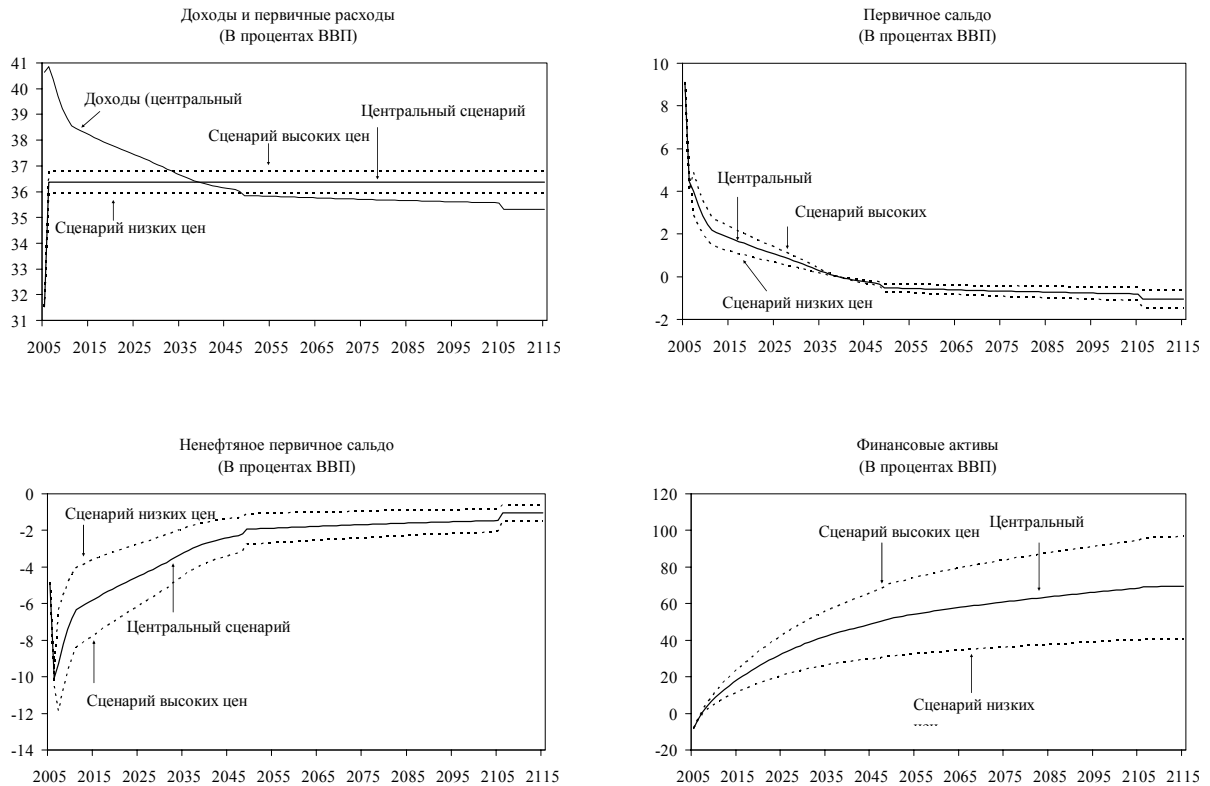 Доходы и первичные расходы
(В процентах ВВП)
41
40
39
38
37
36
35
34
33
32
31
Доходы (центральный
Центральный сценарий
Сценарий высоких цен
Сценарий низких цен
2005 2015 2025 2035 2045 2055 2065 2075 2085 2095 2105 2115
Первичное сальдо
(В процентах ВВП)
10
8
6
4
2
0
-2
Центральный
Сценарий высоких
Сценарий низких цен
2005 2015 2025 2035 2045 2055 2065 2075 2085 2095 2105 2115
Ненефтяное первичное сальдо
(В процентах ВВП)
0
-2
-4
-6
-8
-10
-12
-14
Сценарий низких цен
Центральный сценарий
Сценарий высоких цен
2005 2015 2025 2035 2045 2055 2065 2075 2085 2095 2105 2115
Финансовые активы
(В процентах ВВП)
120
100
80
60
40
20
0
-20
Сценарий высоких цен
Центральный
Сценарий низких
2005 2015 2025 2035 2045 2055 2065 2075 2085 2095 2105 2115